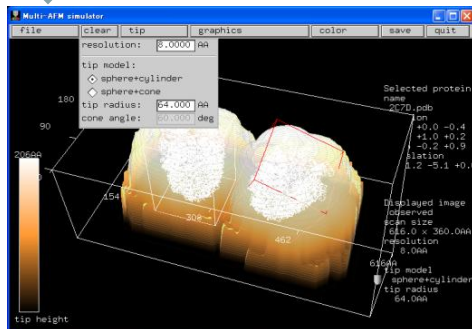 Multi-AFM simulator
file clear tip graphics color save quit
resolution: 8.0000 AA
tip model:
sphere+cylinder
sphere+cone
tip radius: 64.000 AA
cone angle: 60.000 deg
Selected protein
name
2C7D.pdb
ion
+0.0 -0.4
+1.0 +0.2
-0.2 +0.9
slation
1.2 -5.1 +0.
180
90
206AA
154
308
462
616AA
Displayed image
observed
scan size
616.0 x 360.0AA
resolution
8.0AA
tip model
sphere+cylinder
tip radius
64.0AA
tip height